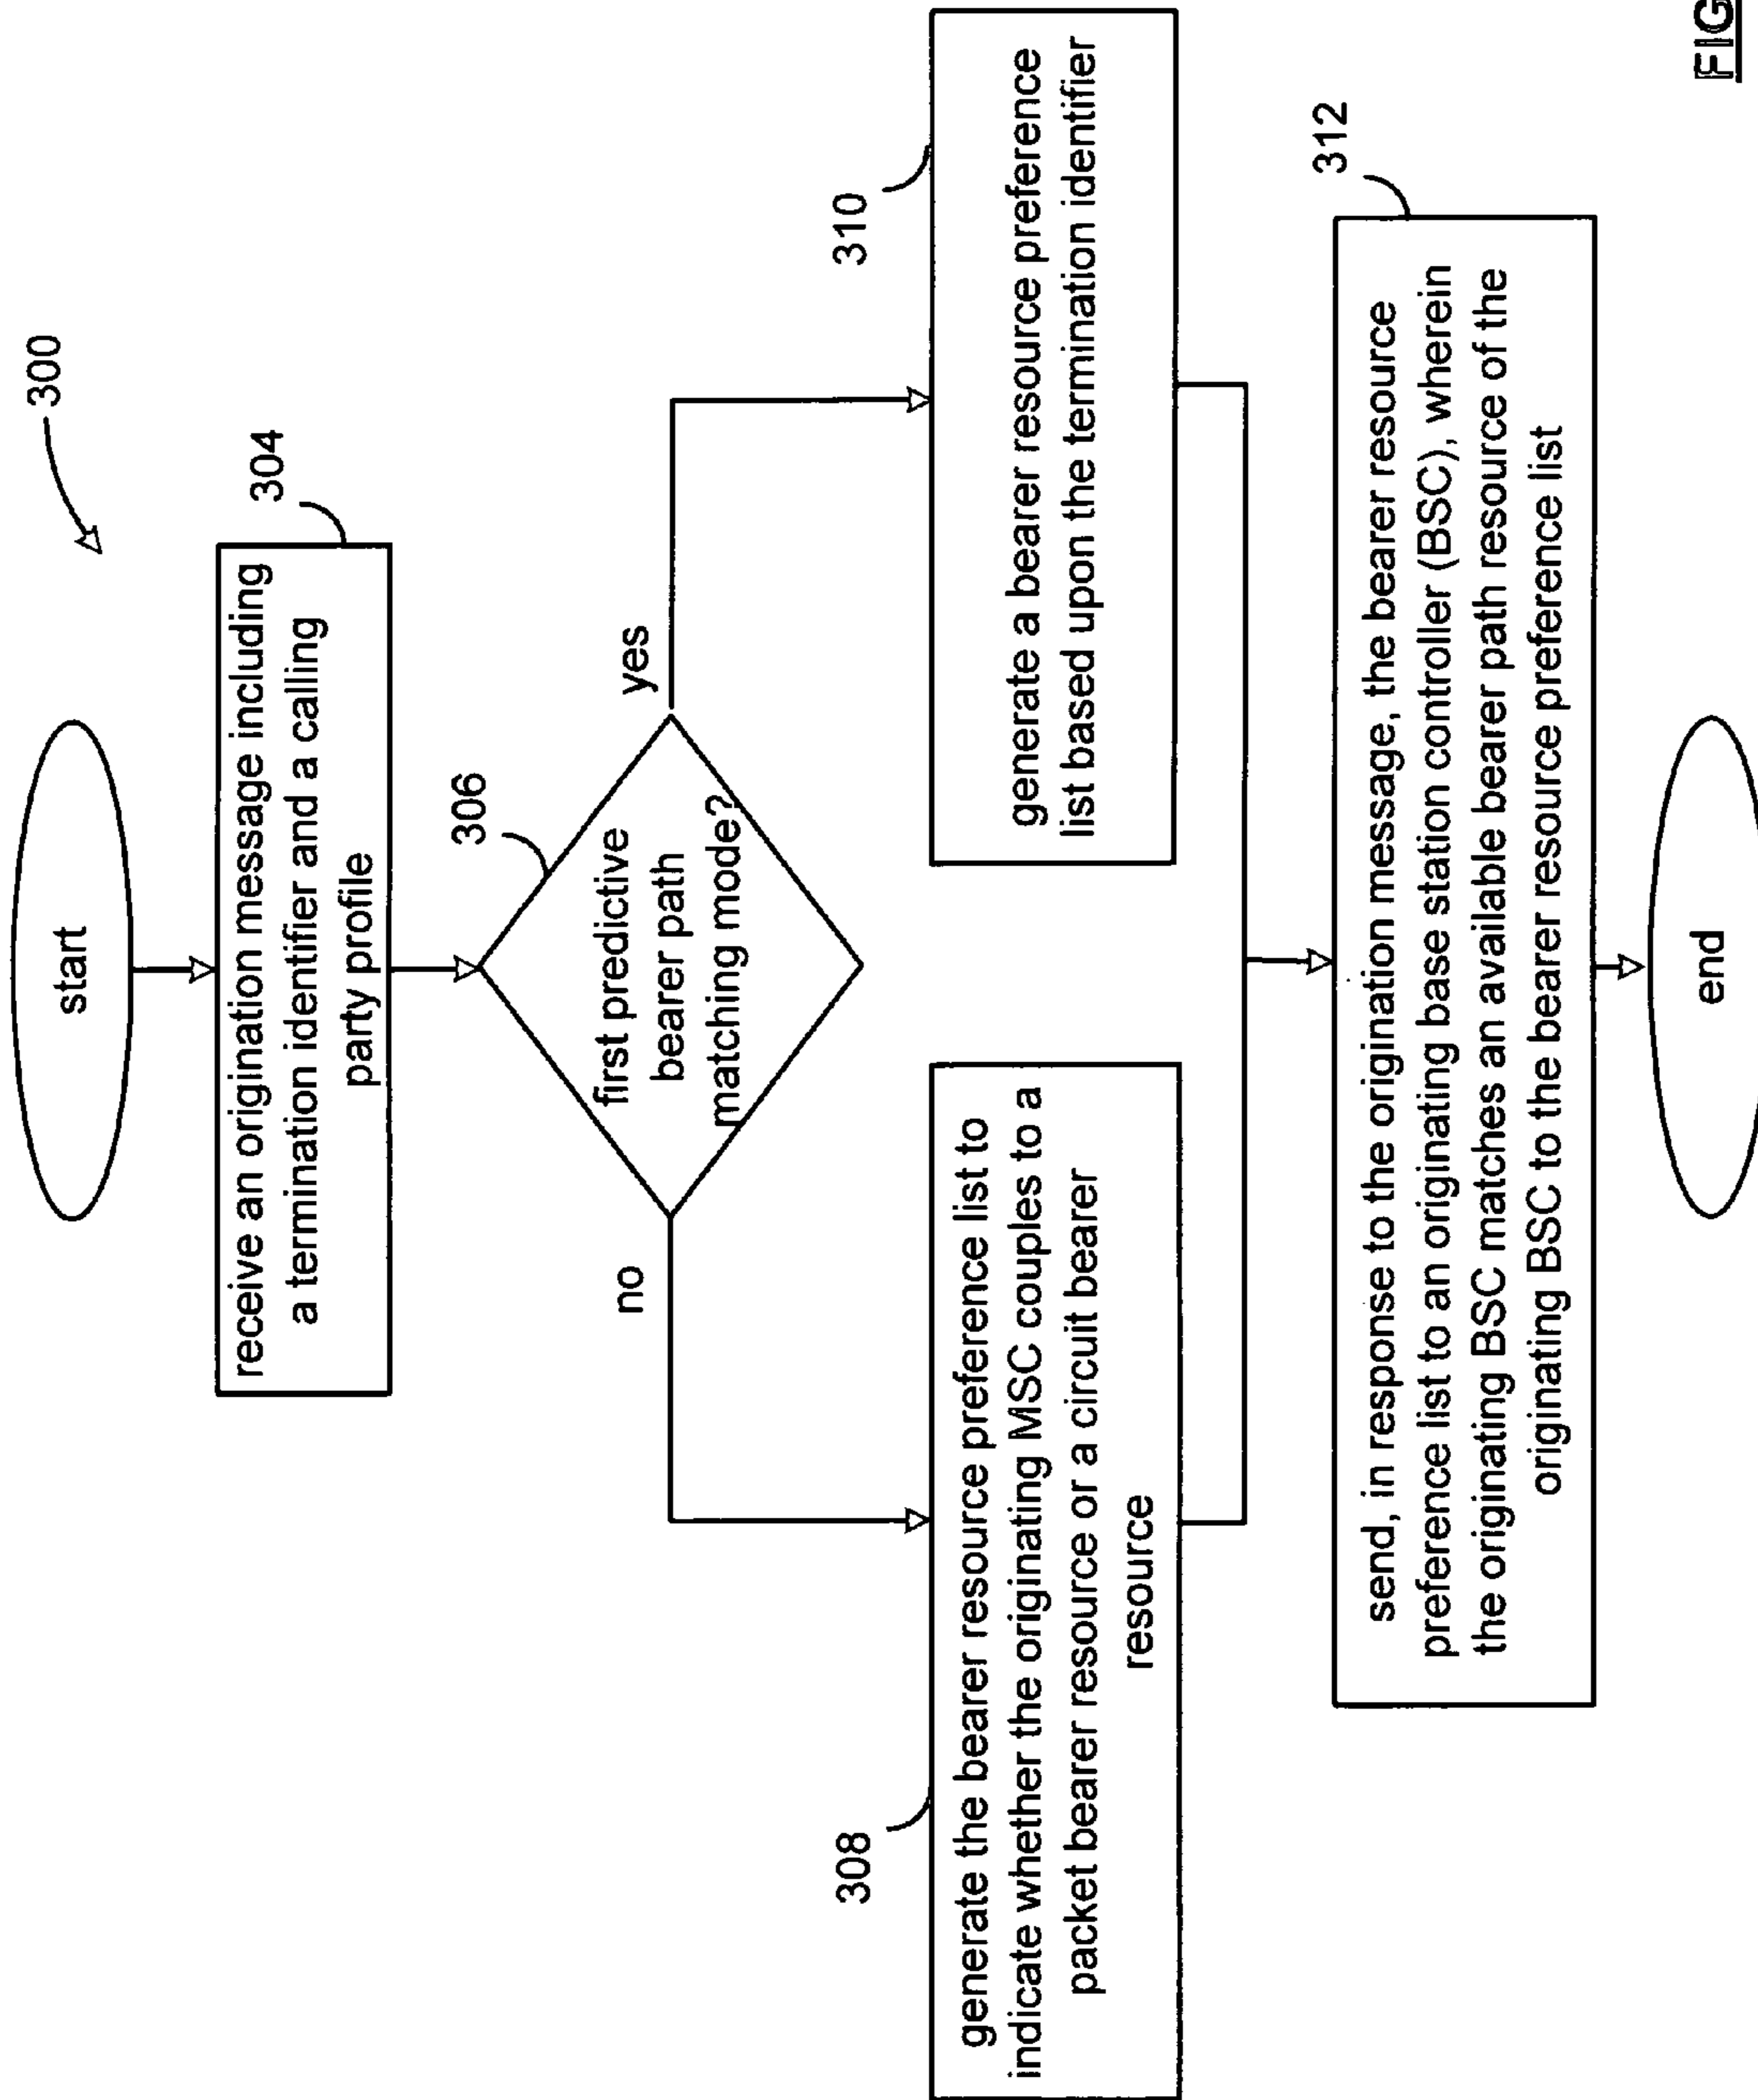 300
start
304
receive an origination message including
a termination identifier and a calling
party profile
306
first predictive
bearer path
matching mode?
no
yes
308
generate the bearer resource preference list to
indicate whether the originating MSC couples to a
packet bearer resource or a circuit bearer
resource
310
generate a bearer resource preference
list based upon the termination identifier
312
send, in response to the origination message, the bearer resource
preference list to an originating base station controller (BSC), wherein
the originating BSC matches an available bearer path resource of the
originating BSC to the bearer resource preference list
end
FIG